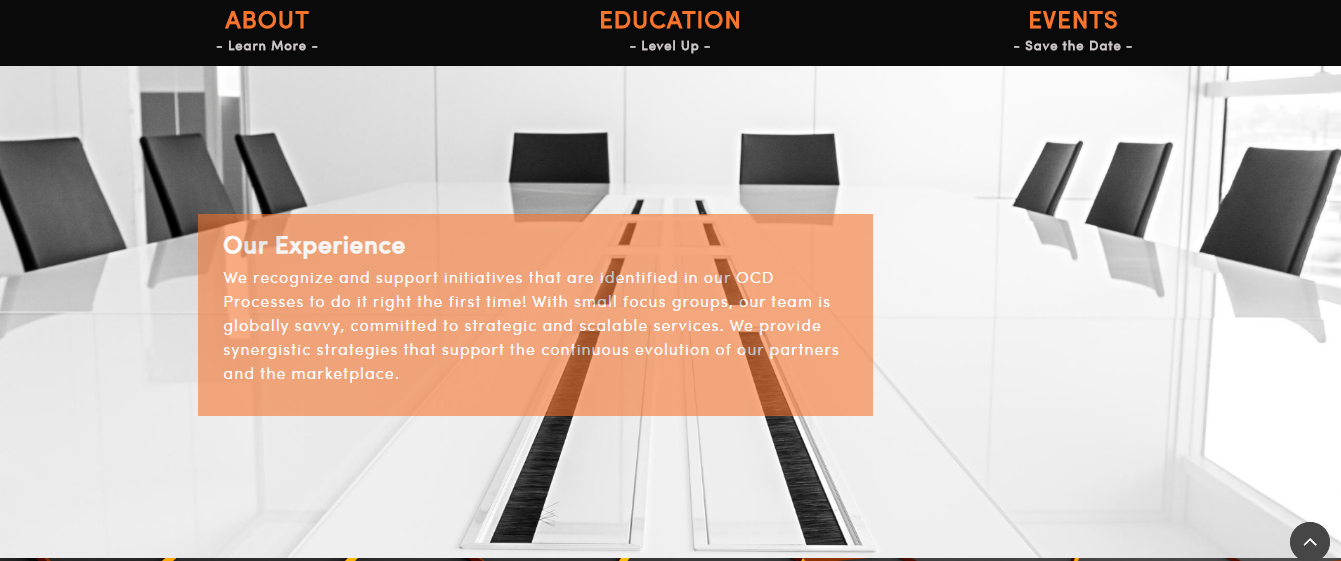 ABOUT
- Learn More -
EDUCATION
- Level Up -
EVENTS
- Save the Date -
Our Experience
We recognize and support initiatives that are identified in our OCD
Processes to do it right the first time! With small focus groups, our team is
globally savvy, committed to strategic and scalable services. We provide
synergistic strategies that support the continuous evolution of our partners
and the marketplace.